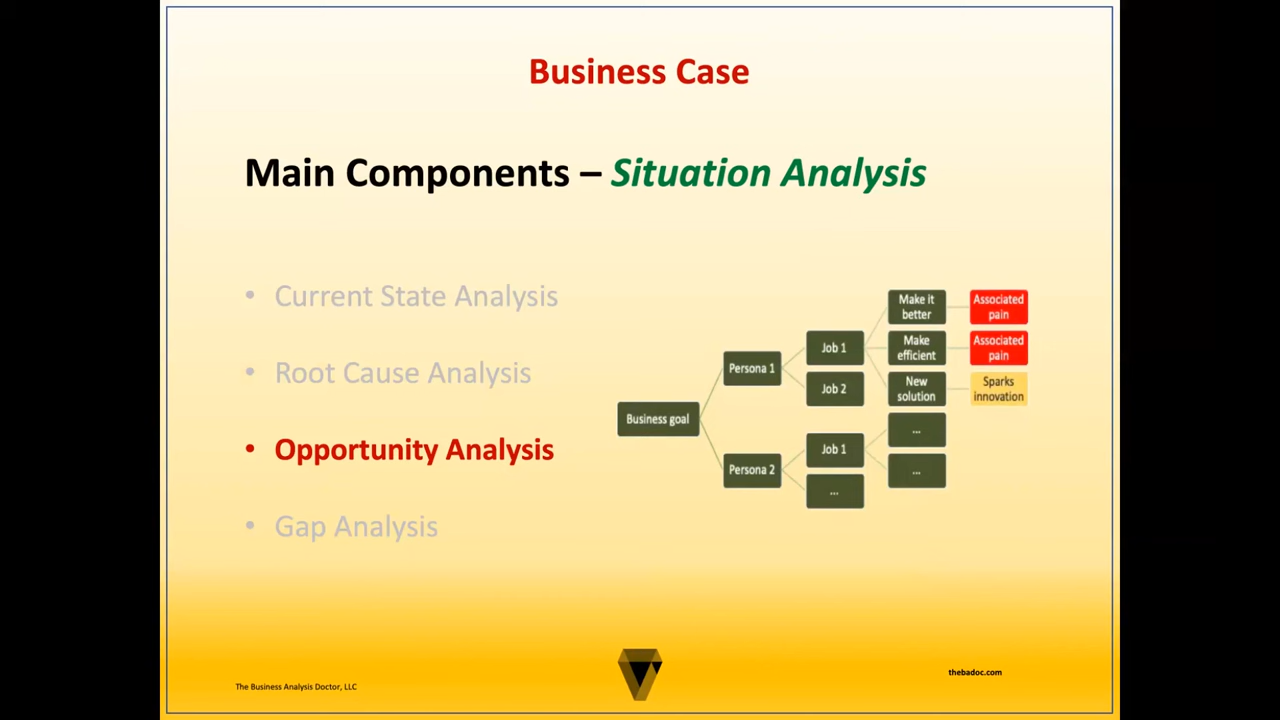 Business Case
Main Components – Situation Analysis
• Current State Analysis
• Root Cause Analysis
• Opportunity Analysis
• Gap Analysis
Business goal
Persona 1
Persona 2
Job 1
Job 2
Job 1
...
Make it
better
Make
efficient
New
solution
...
...
Associated
pain
Associated
pain
Sparks
innovation
The Business Analysis Doctor, LLC
thebadoc.com